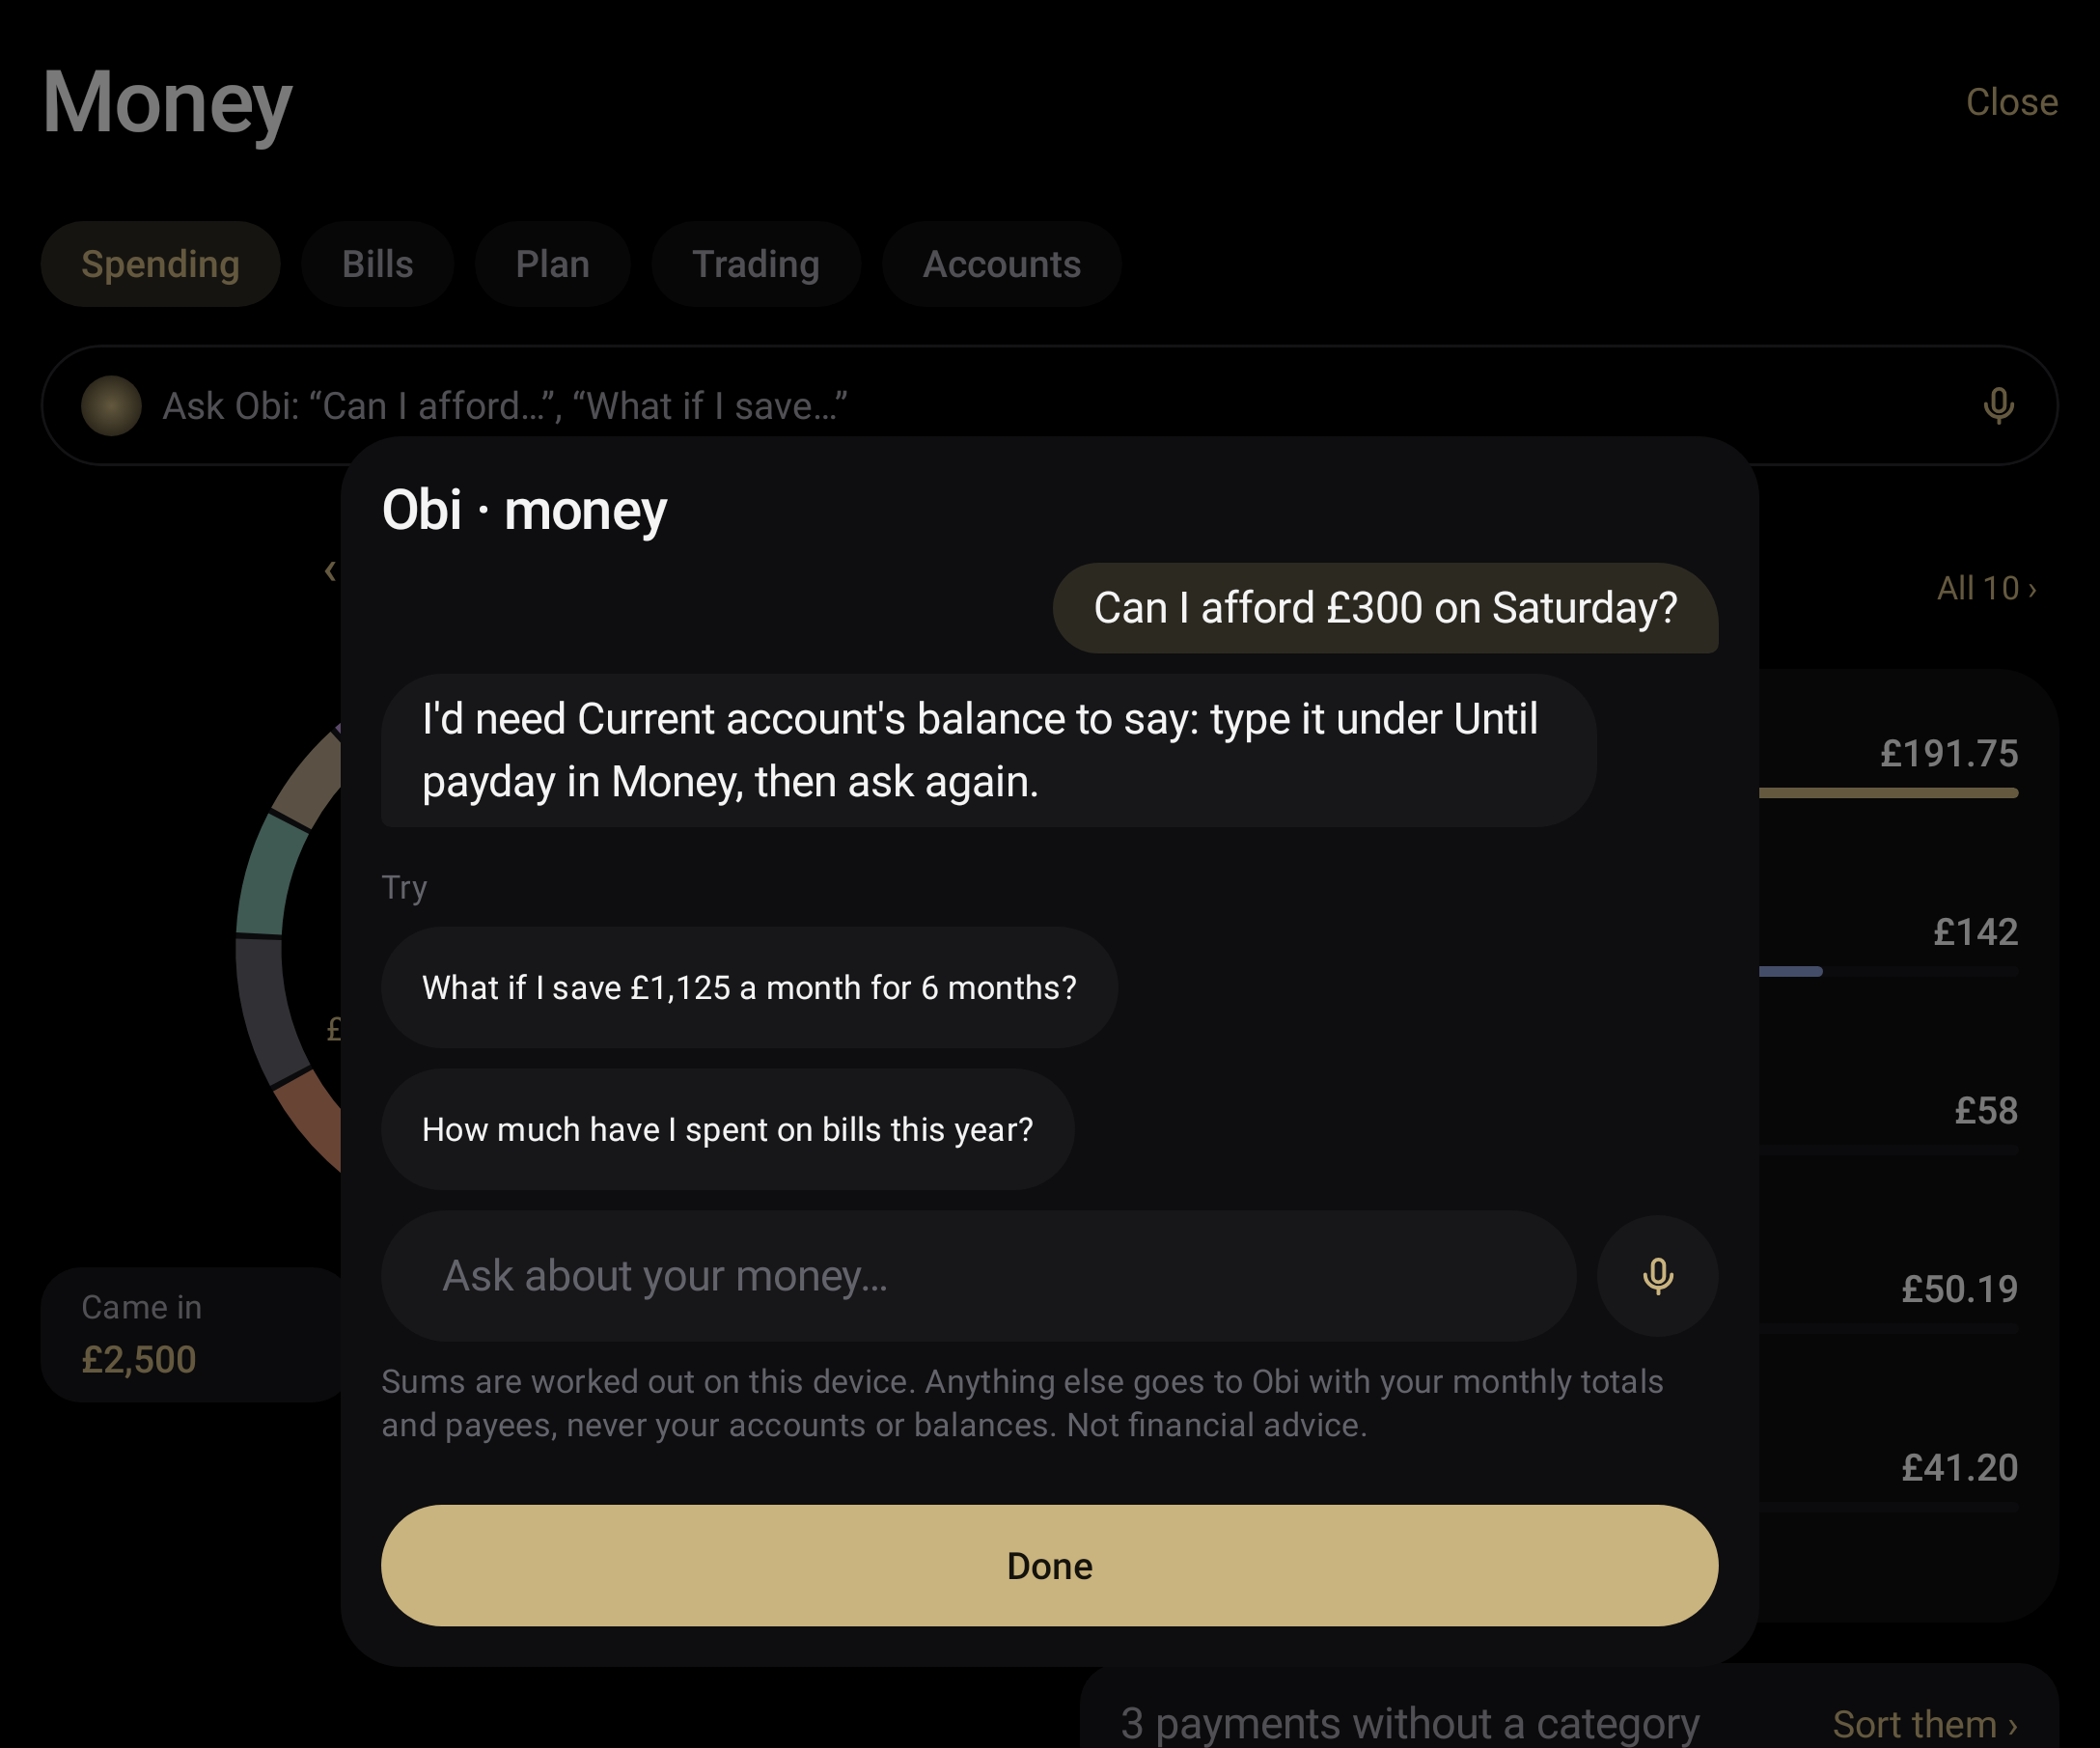 Money
Close
Spending
Bills
Plan
Trading
Accounts
Ask Obi: “Can I afford…”, “What if I save…”
Obi · money
‹
All 10 ›
Can I afford £300 on Saturday?
I'd need Current account's balance to say: type it under Until
payday in Money, then ask again.
£191.75
Try
£142
What if I save £1,125 a month for 6 months?
£
£58
How much have I spent on bills this year?
Ask about your money…
£50.19
Came in
£2,500
Sums are worked out on this device. Anything else goes to Obi with your monthly totals
and payees, never your accounts or balances. Not financial advice.
£41.20
Done
3 payments without a category
Sort them ›